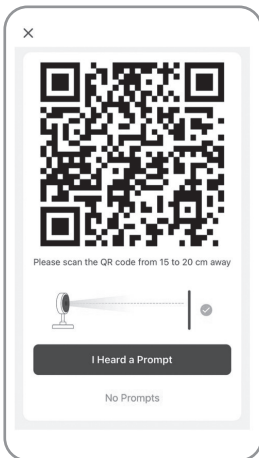 Please scan the QR code from 15 to 20 cm away
I Heard a Prompt
No Prompts